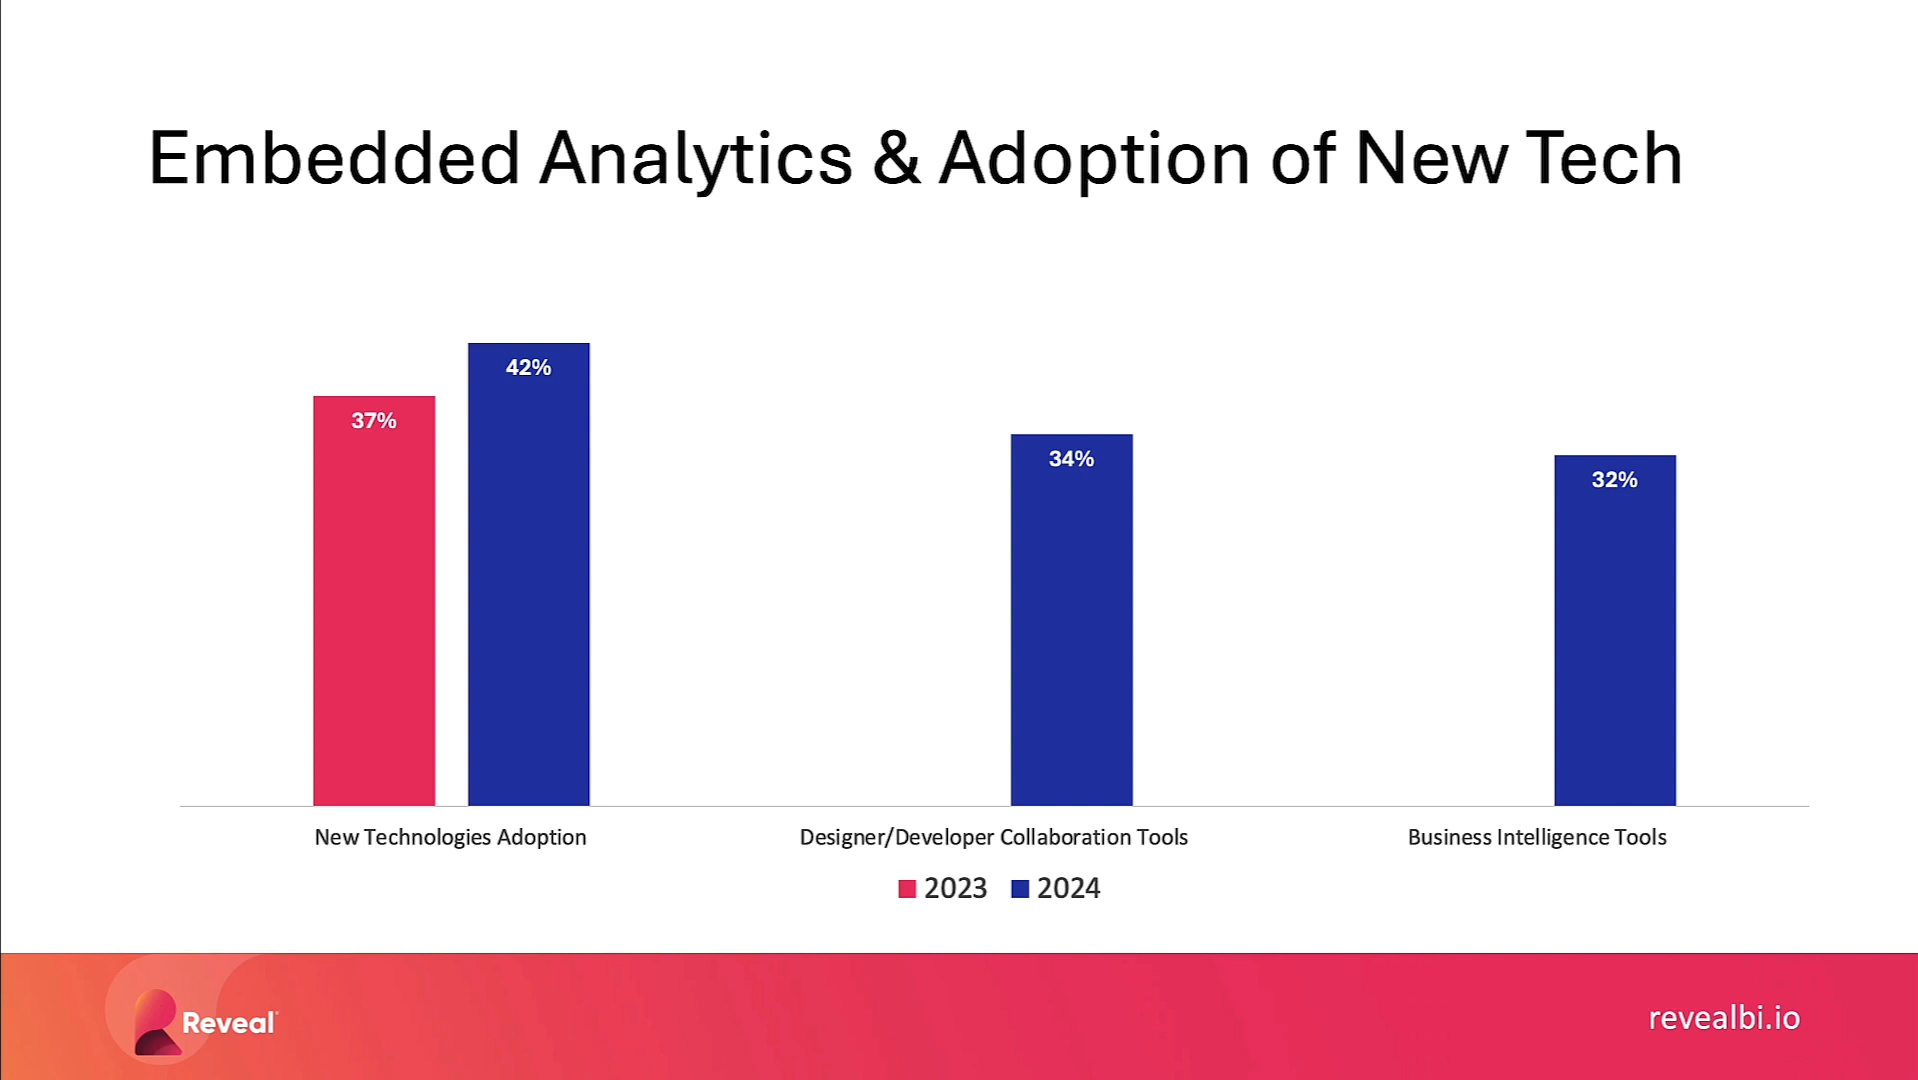 Embedded Analytics & Adoption of New Tech
42%
37%
34%
32%
New Technologies Adoption
Designer/Developer Collaboration Tools
Business Intelligence Tools
2023 2024
Reveal
revealbi.io